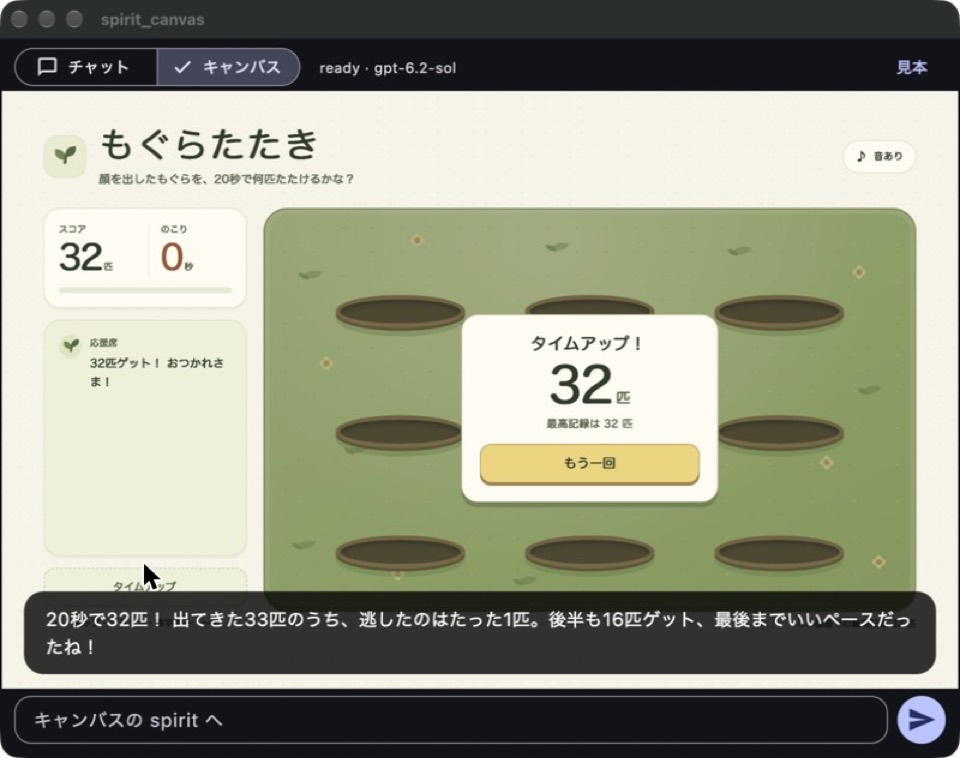 spirit_canvas
チャット
キャンバス
ready · gpt-6.2-sol
見本
もぐらたたき
顔を出したもぐらを、20秒で何匹たたけるかな？
♪ 音あり
スコア
32匹
のこり
0秒
応援席
32匹ゲット！ おつかれさ
ま！
タイムアップ！
32匹
最高記録は 32 匹
もう一回
タイムアップ
20秒で32匹！ 出てきた33匹のうち、逃したのはたった1匹。後半も16匹ゲット、最後までいいペースだっ
たね！
キャンバスの spirit へ